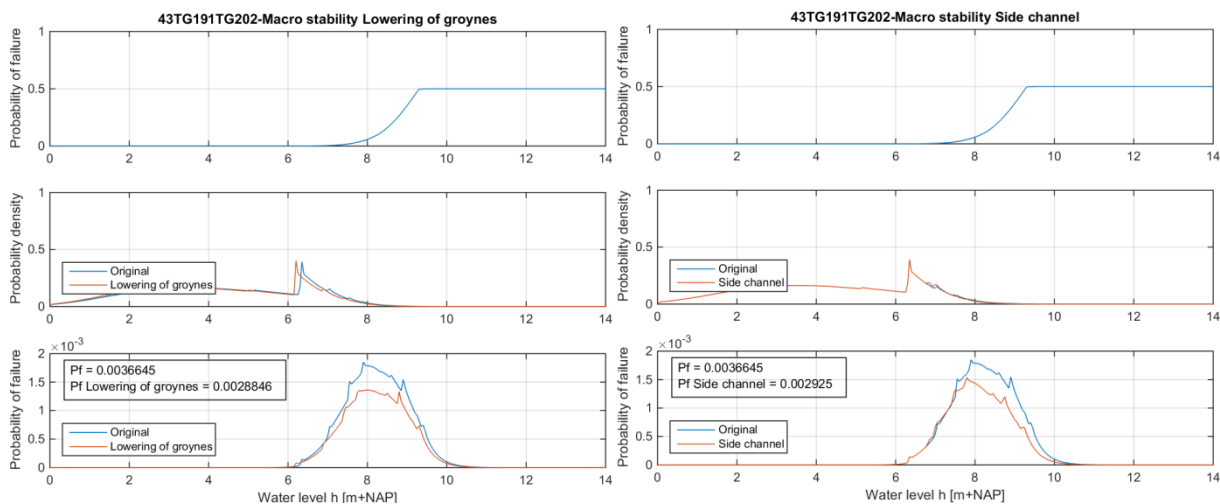 43TG191TG202-Macro stability Lowering of groynes
Probability of failure
1
0.5
0
0 2 4 6 8 10 12 14
Probability density
1
0.5
0
Original
Lowering of groynes
0 2 4 6 8 10 12 14
Probability of failure
×10-3
2
1.5
1
0.5
0
Pf = 0.0036645
Pf Lowering of groynes = 0.0028846
Original
Lowering of groynes
0 2 4 6 8 10 12 14
Water level h [m+NAP]
43TG191TG202-Macro stability Side channel
Probability of failure
1
0.5
0
0 2 4 6 8 10 12 14
Probability density
1
0.5
0
Original
Side channel
0 2 4 6 8 10 12 14
Probability of failure
×10-3
2
1.5
1
0.5
0
Pf = 0.0036645
Pf Side channel = 0.002925
Original
Side channel
0 2 4 6 8 10 12 14
Water level h [m+NAP]